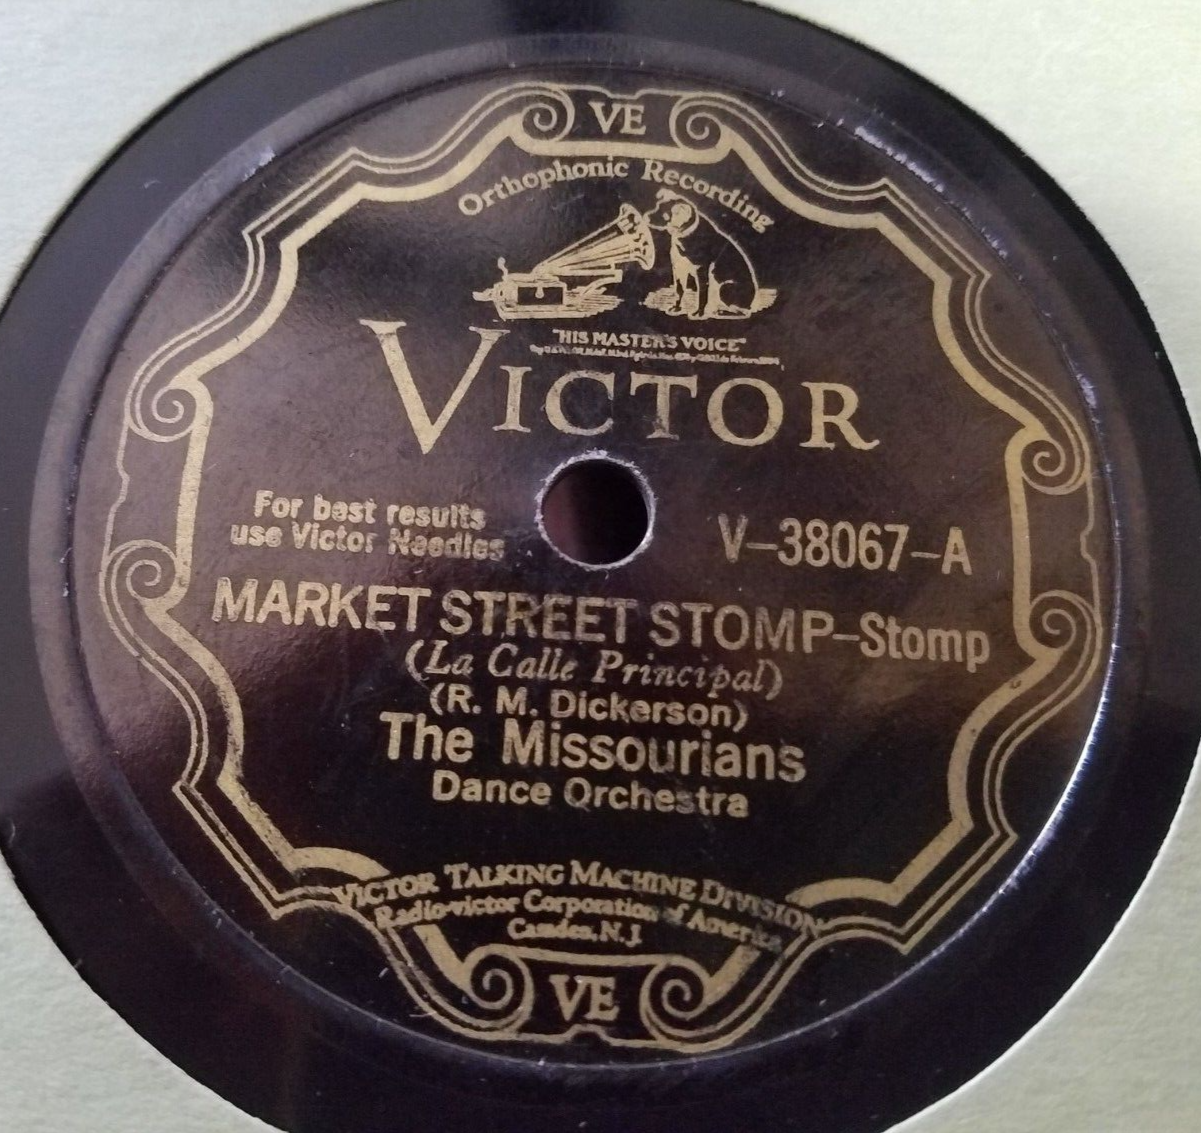 VE
Orthophonic Recording
"HIS MASTER'S VOICE"
VICTOR
For best results
use Victor Needles
V-38067-A
MARKET STREET STOMP-Stomp
(La Calle Principal)
(R. M. Dickerson)
The Missourians
Dance Orchestra
VICTOR TALKING MACHINE DIVISION
Radio-victor Corporation of America
Camden, N.J.
VE